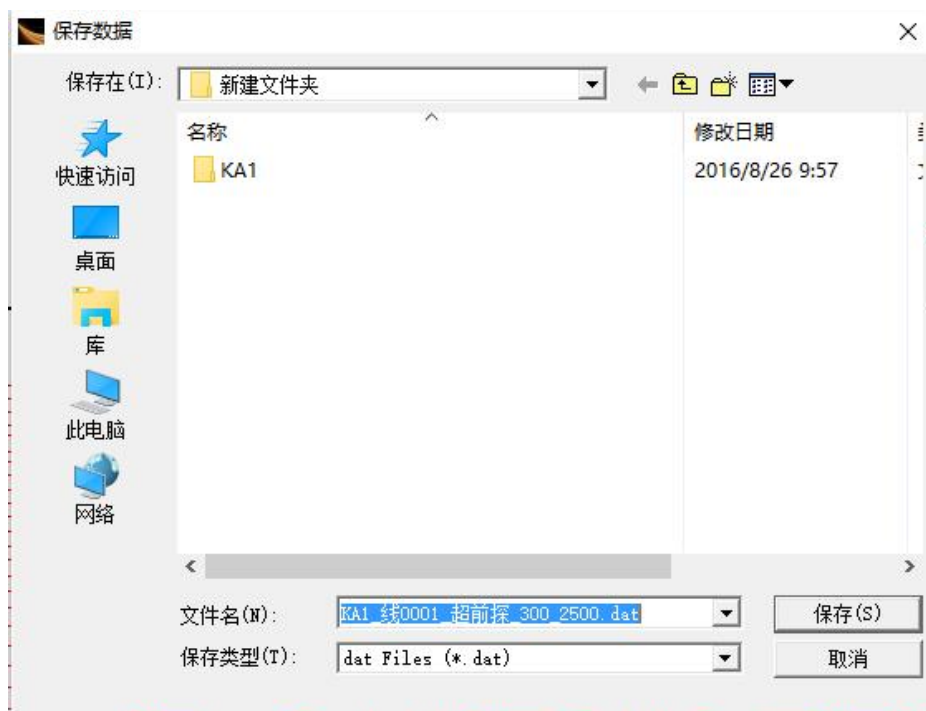 保存数据
保存在(I):
新建文件夹
快速访问
桌面
库
此电脑
网络
名称
修改日期
KA1
2016/8/26 9:57
文件名(N):
KA1_线0001_超前探_300_2500.dat
保存(S)
保存类型(T):
dat Files (*.dat)
取消